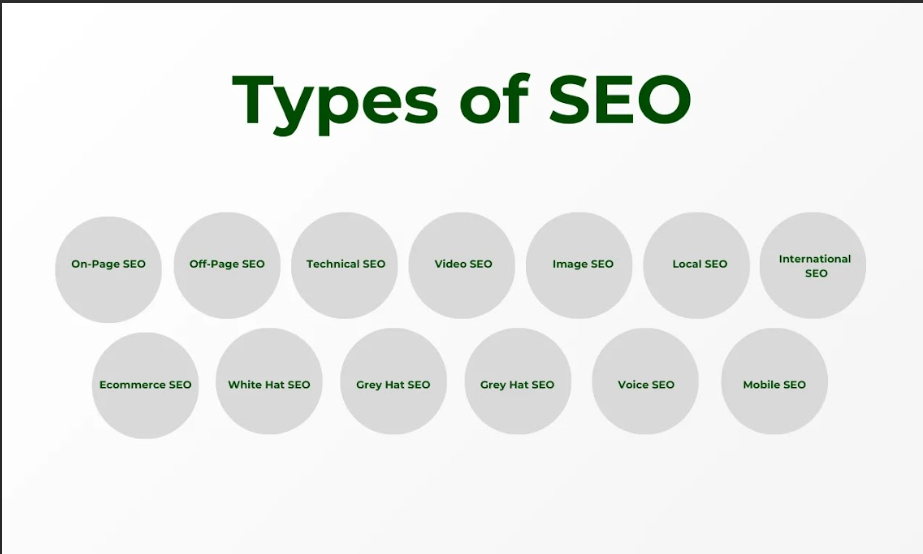 Types of SEO
On-Page SEO
Off-Page SEO
Technical SEO
Video SEO
Image SEO
Local SEO
International
SEO
Ecommerce SEO
White Hat SEO
Grey Hat SEO
Grey Hat SEO
Voice SEO
Mobile SEO